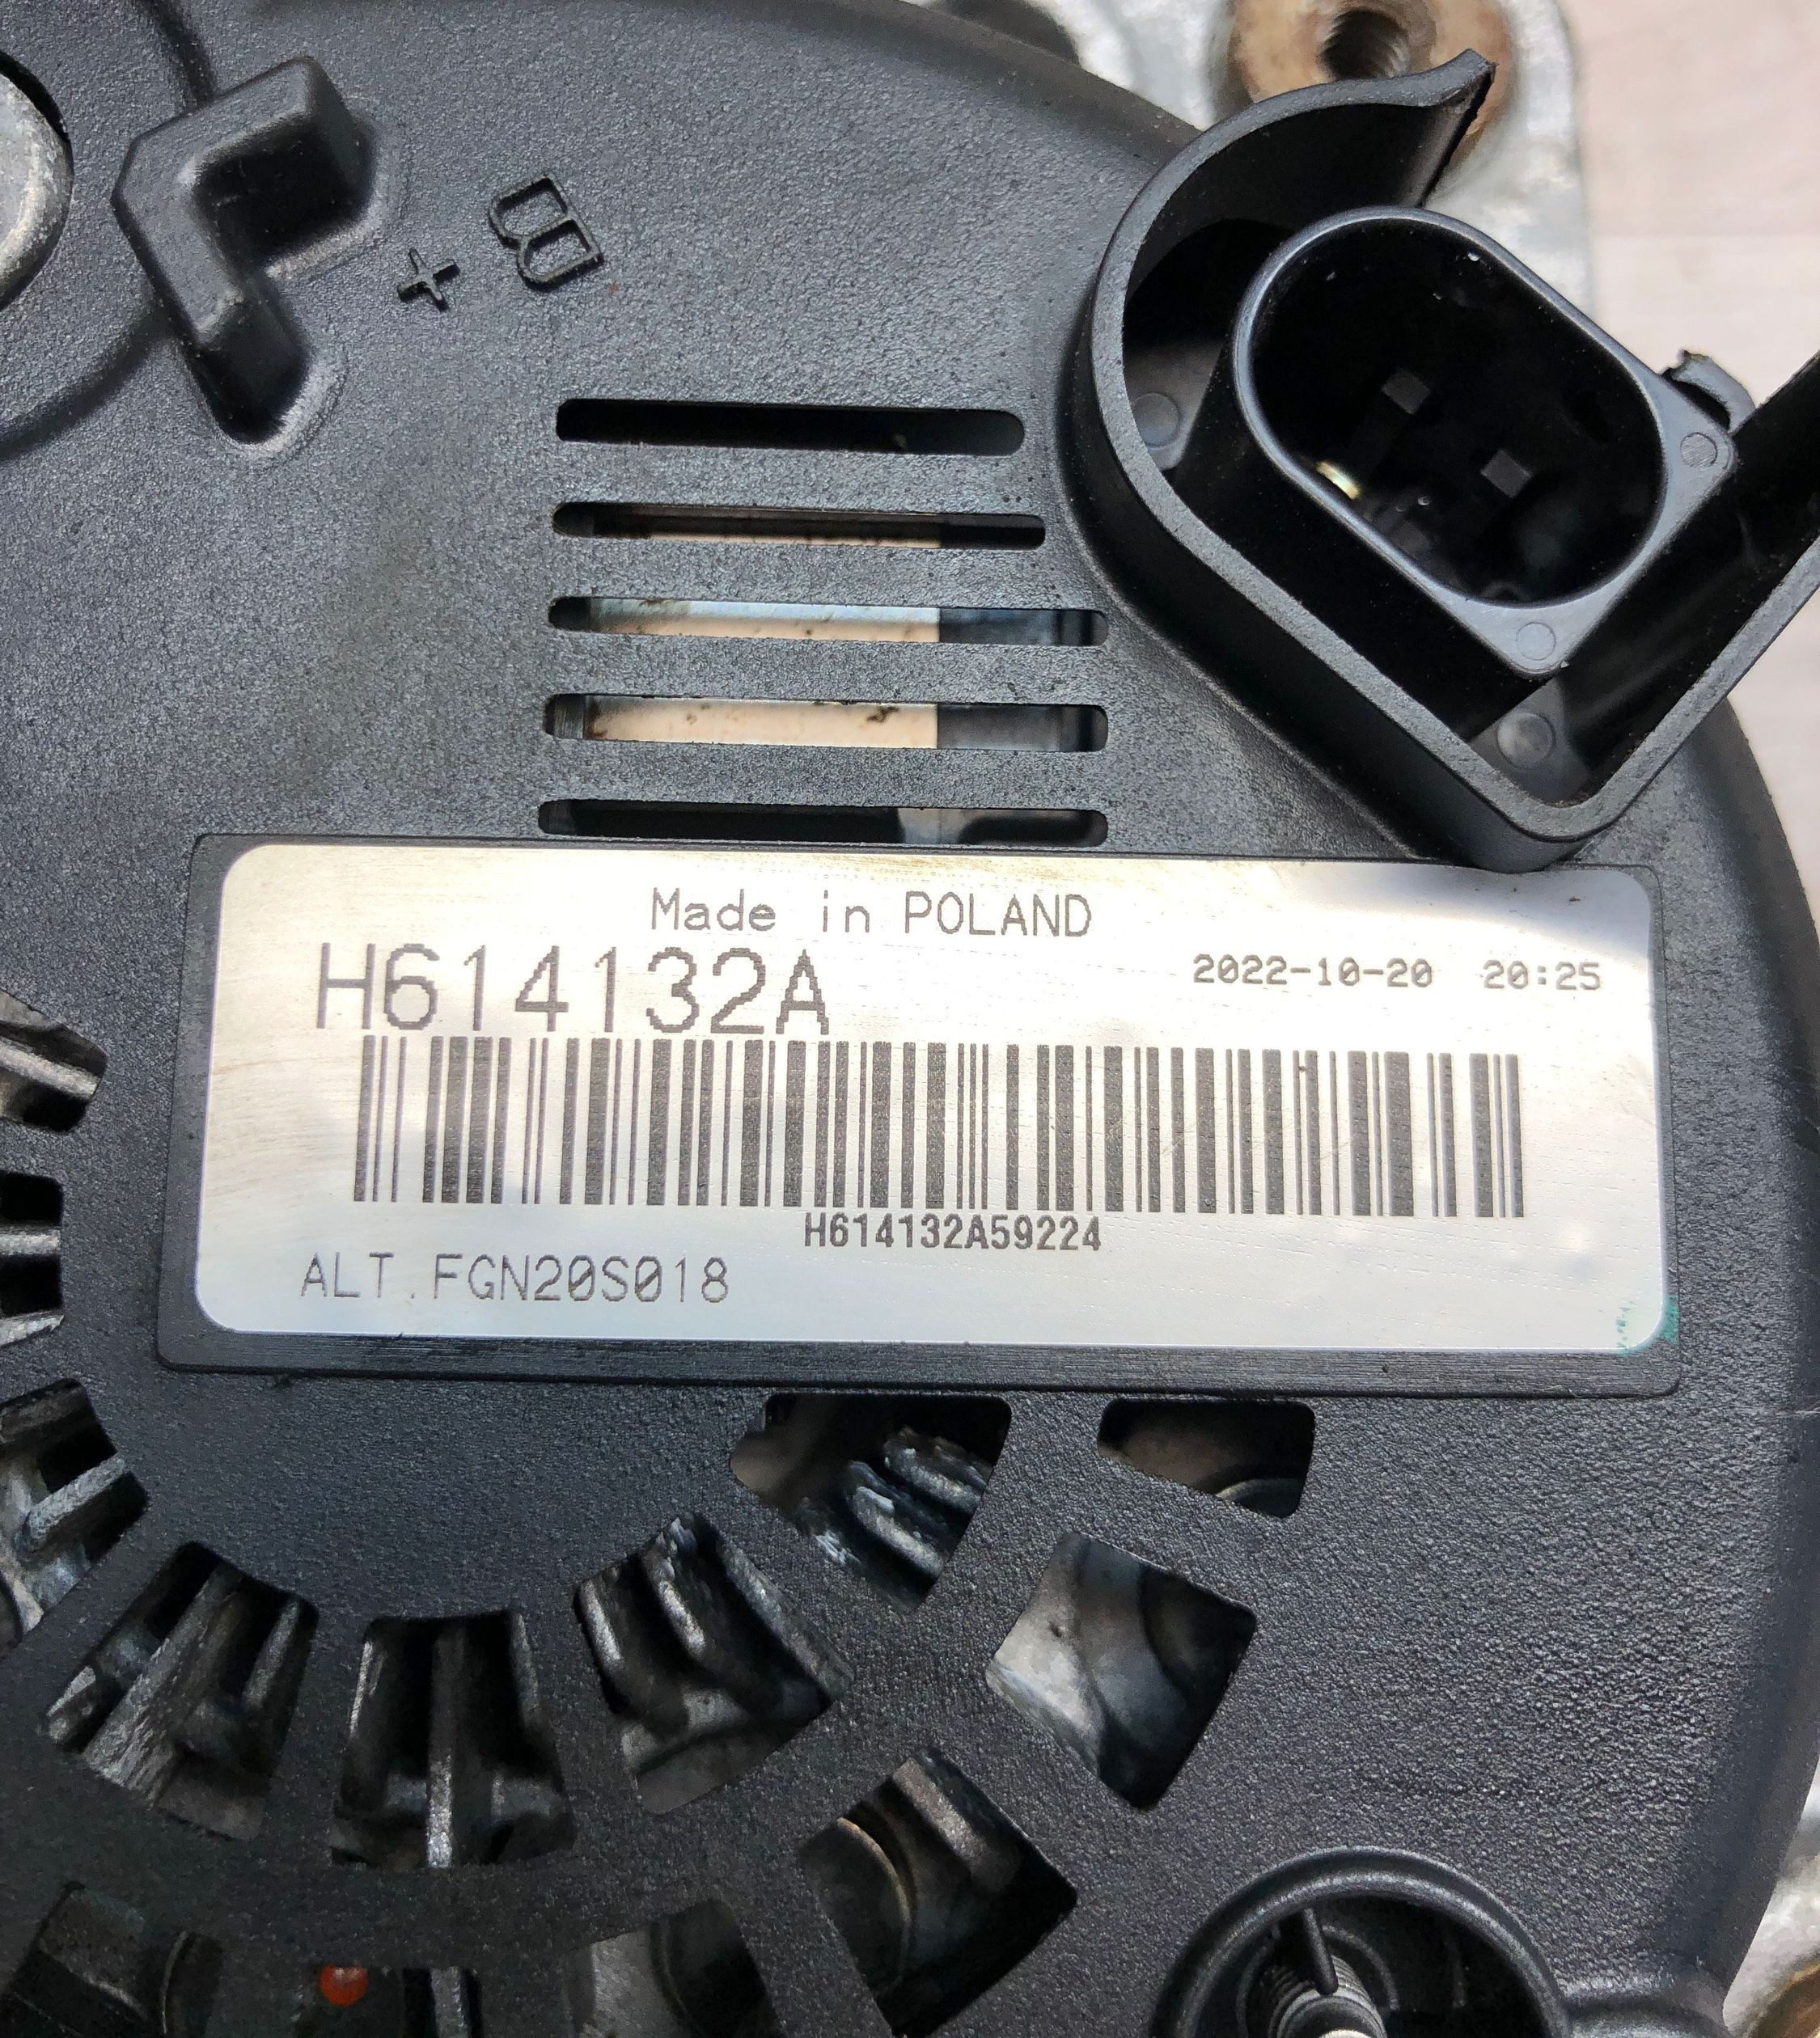 B
+
Made in POLAND
H614132A
2022-10-20 20:25
H614132A59224
ALT.FGN20S018